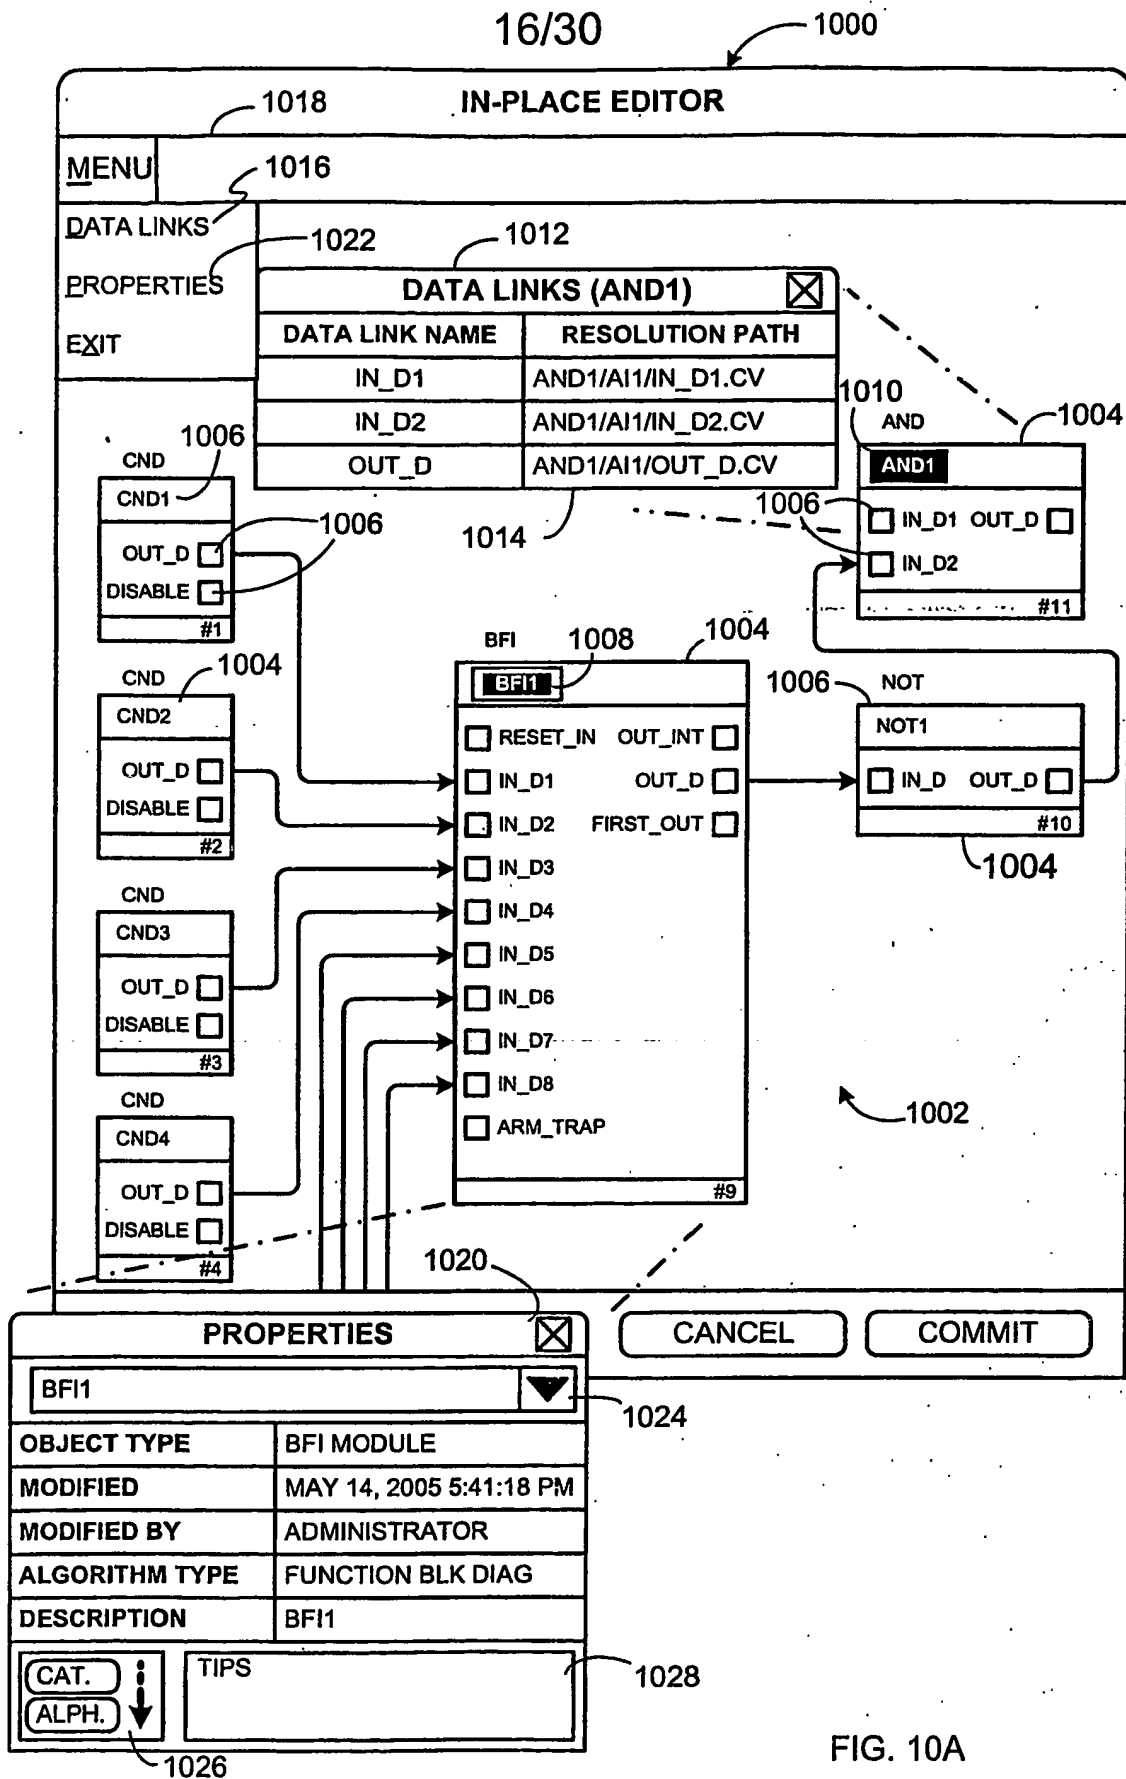 16/30
1000
IN-PLACE EDITOR
1018
MENU
1016
DATA LINKS
1022
PROPERTIES
EXIT
1012
DATA LINKS (AND1)
DATA LINK NAME RESOLUTION PATH
IN_D1 AND1/AI1/IN_D1.CV
IN_D2 AND1/AI1/IN_D2.CV
OUT_D AND1/AI1/OUT_D.CV
1014
1010
AND
1004
AND1
1006
IN_D1 OUT_D
IN_D2
#11
CND
1006
CND1
1006
OUT_D
DISABLE
#1
CND
1004
CND2
OUT_D
DISABLE
#2
CND
CND3
OUT_D
DISABLE
#3
CND
CND4
OUT_D
DISABLE
#4
BFI
1008
1004
BFI1
RESET_IN OUT_INT
IN_D1 OUT_D
IN_D2 FIRST_OUT
IN_D3
IN_D4
IN_D5
IN_D6
IN_D7
IN_D8
ARM_TRAP
#9
1006
NOT
NOT1
IN_D OUT_D
#10
1004
1002
1020
PROPERTIES
CANCEL
COMMIT
BFI1
1024
OBJECT TYPE BFI MODULE
MODIFIED MAY 14, 2005 5:41:18 PM
MODIFIED BY ADMINISTRATOR
ALGORITHM TYPE FUNCTION BLK DIAG
DESCRIPTION BFI1
CAT.
ALPH.
TIPS
1028
1026
FIG. 10A